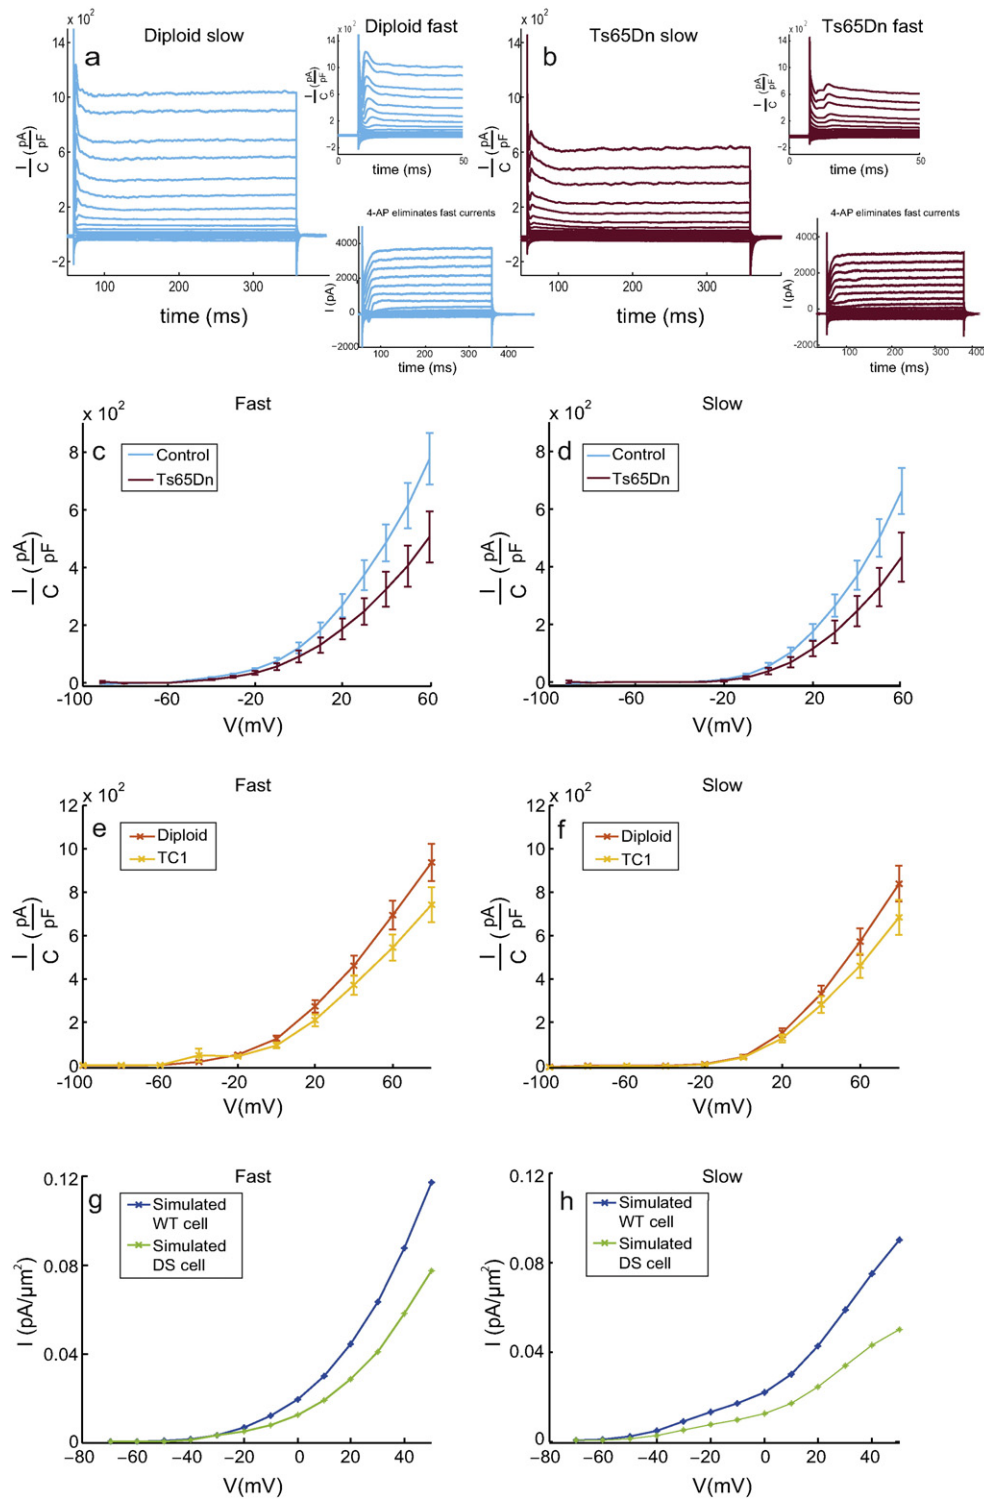 x 10²
Diploid slow
a
14
10
6
2
−2
I/C (pA/pF)
100
200
300
time (ms)
x 10²
Diploid fast
14
10
6
2
−2
I/C (pA/pF)
0
50
time (ms)
4-AP eliminates fast currents
4000
2000
0
−2000
I (pA)
100
200
300
400
time (ms)
x 10²
Ts65Dn slow
b
14
10
6
2
−2
I/C (pA/pF)
100
200
300
time (ms)
x 10²
Ts65Dn fast
14
10
6
2
−2
I/C (pA/pF)
0
50
time (ms)
4-AP eliminates fast currents
4000
2000
0
-2000
I (pA)
100
200
300
400
time (ms)
x 10²
Fast
c
Control
Ts65Dn
8
6
4
2
0
I/C (pA/pF)
-100
-60
-20
20
60
V(mV)
x 10²
Slow
d
Control
Ts65Dn
8
6
4
2
0
I/C (pA/pF)
-100
-60
-20
20
60
V(mV)
x 10²
Fast
e
Diploid
TC1
12
10
8
6
4
2
0
I/C (pA/pF)
-100
-60
-20
20
60
V(mV)
x 10²
Slow
f
Diploid
TC1
12
10
8
6
4
2
0
I/C (pA/pF)
-100
-60
-20
20
60
V(mV)
Fast
g
Simulated
WT cell
Simulated
DS cell
0.12
0.08
0.04
0
I (pA/µm²)
−80
−60
−40
−20
0
20
40
V(mV)
Slow
h
Simulated
WT cell
Simulated
DS cell
0.12
0.08
0.04
0
I (pA/µm²)
−80
−60
−40
−20
0
20
40
V(mV)